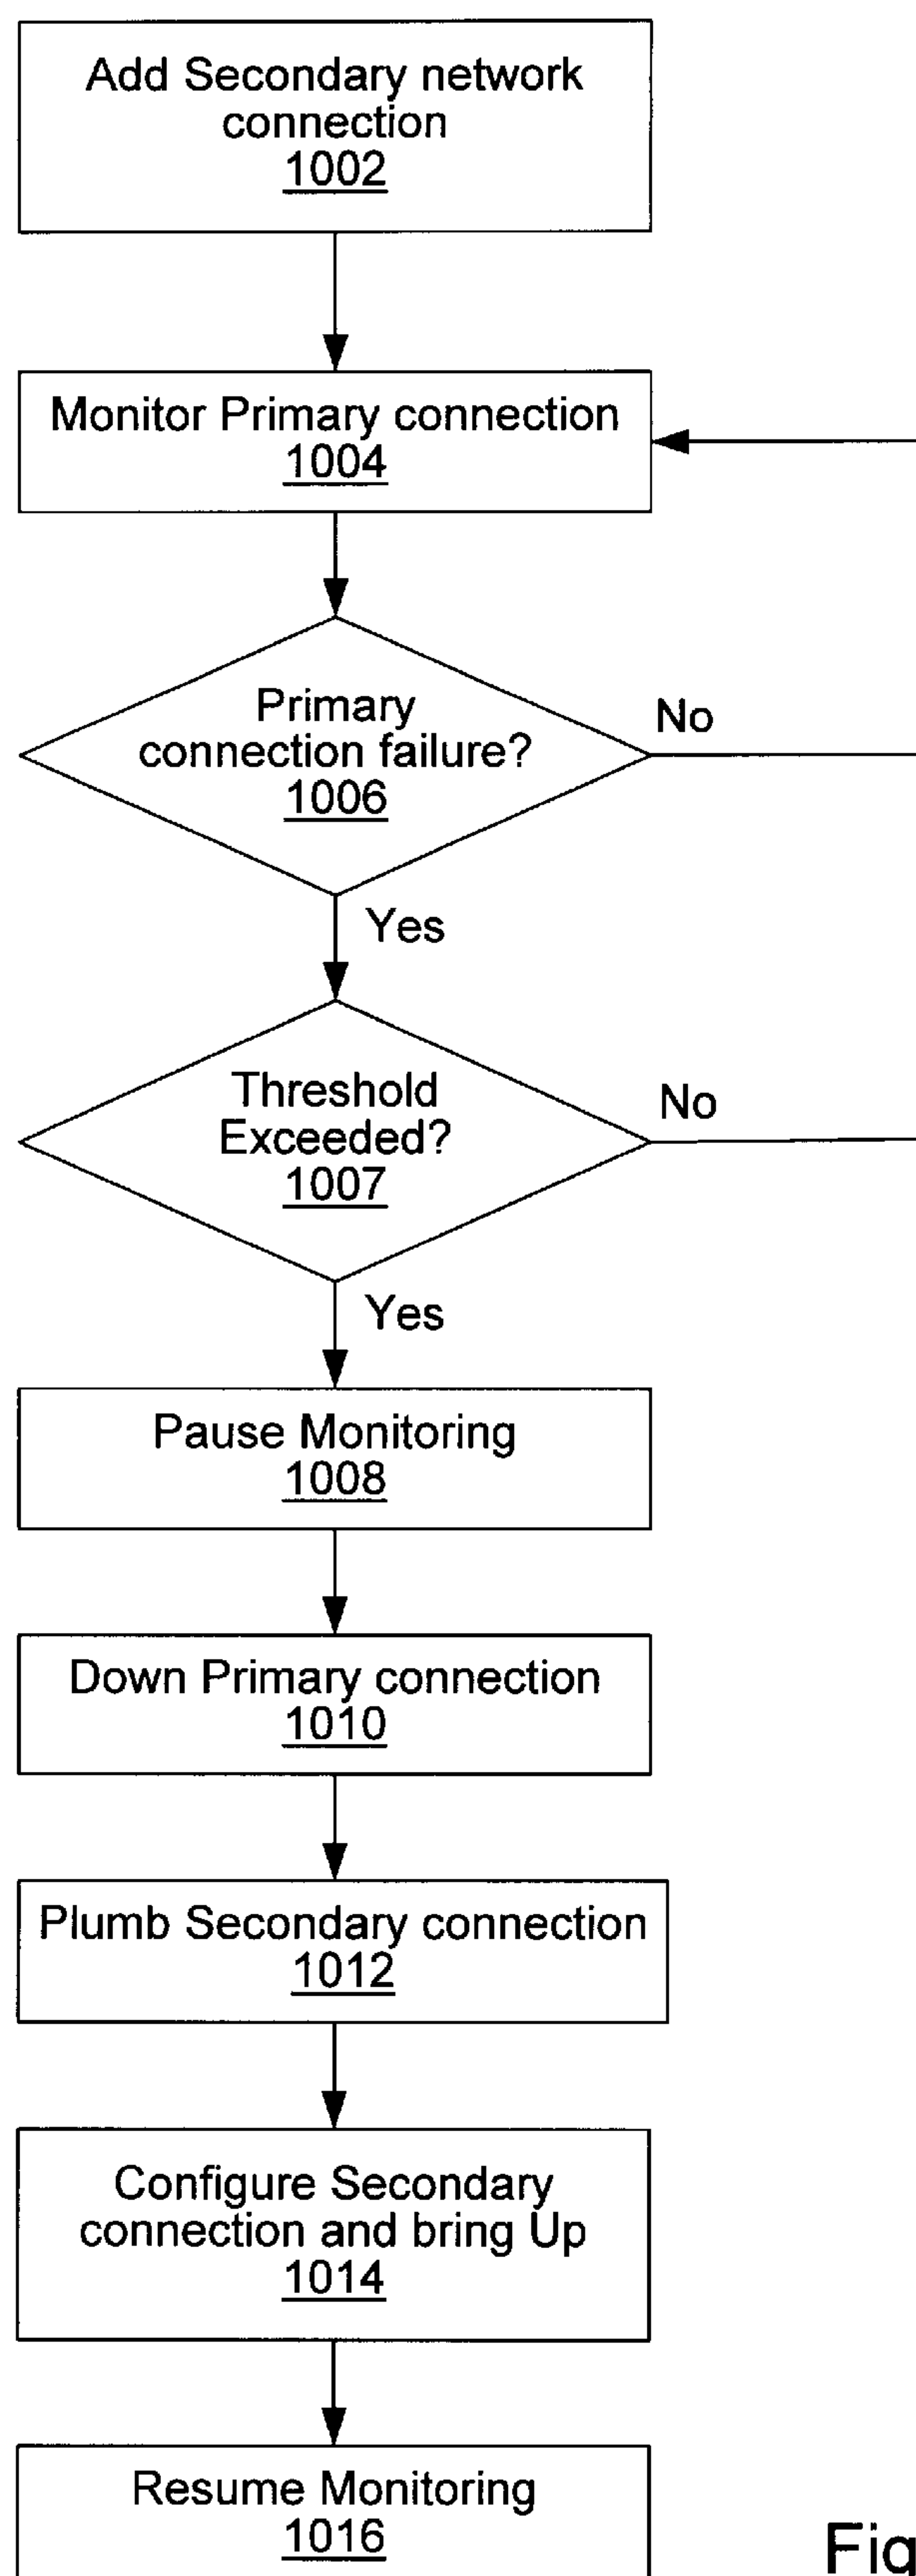 Add Secondary network
connection
1002
Monitor Primary connection
1004
Primary
connection failure?
1006
No
Yes
Threshold
Exceeded?
1007
No
Yes
Pause Monitoring
1008
Down Primary connection
1010
Plumb Secondary connection
1012
Configure Secondary
connection and bring Up
1014
Resume Monitoring
1016
Fig